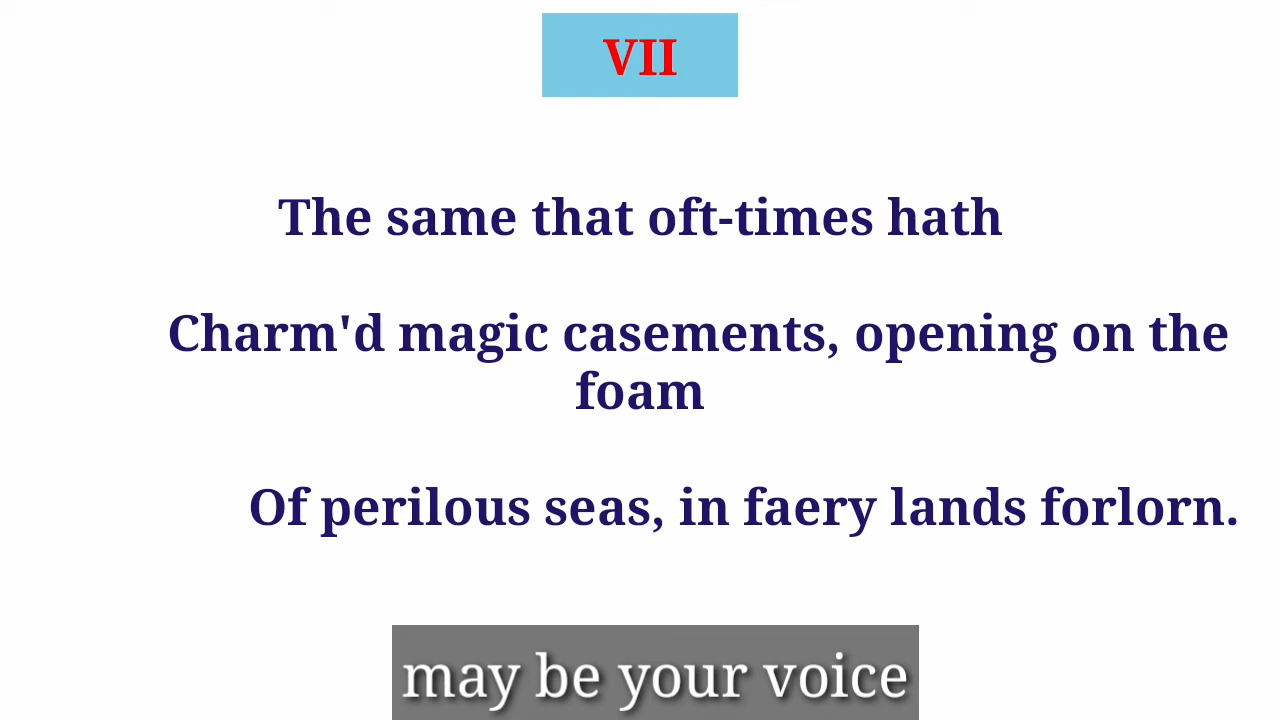 VII
The same that oft-times hath
Charm'd magic casements, opening on the
foam
Of perilous seas, in faery lands forlorn.
may be your voice